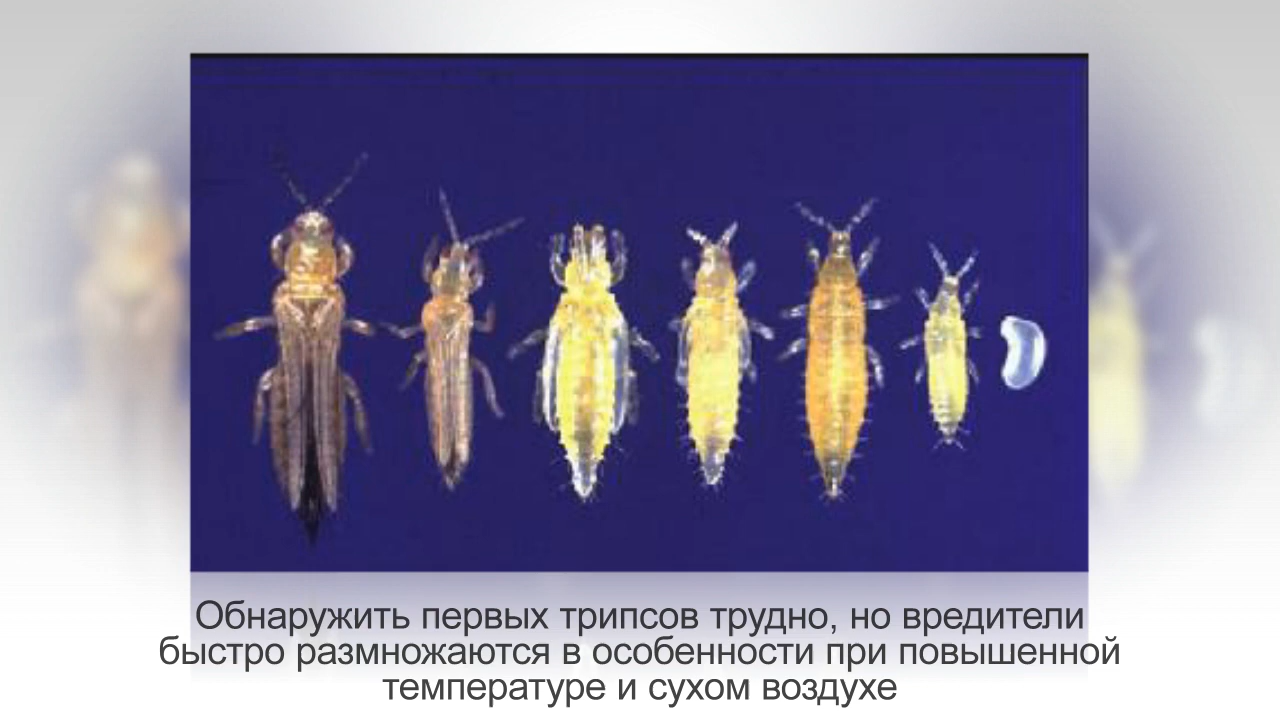 Обнаружить первых трипсов трудно, но вредители
быстро размножаются в особенности при повышенной
температуре и сухом воздухе